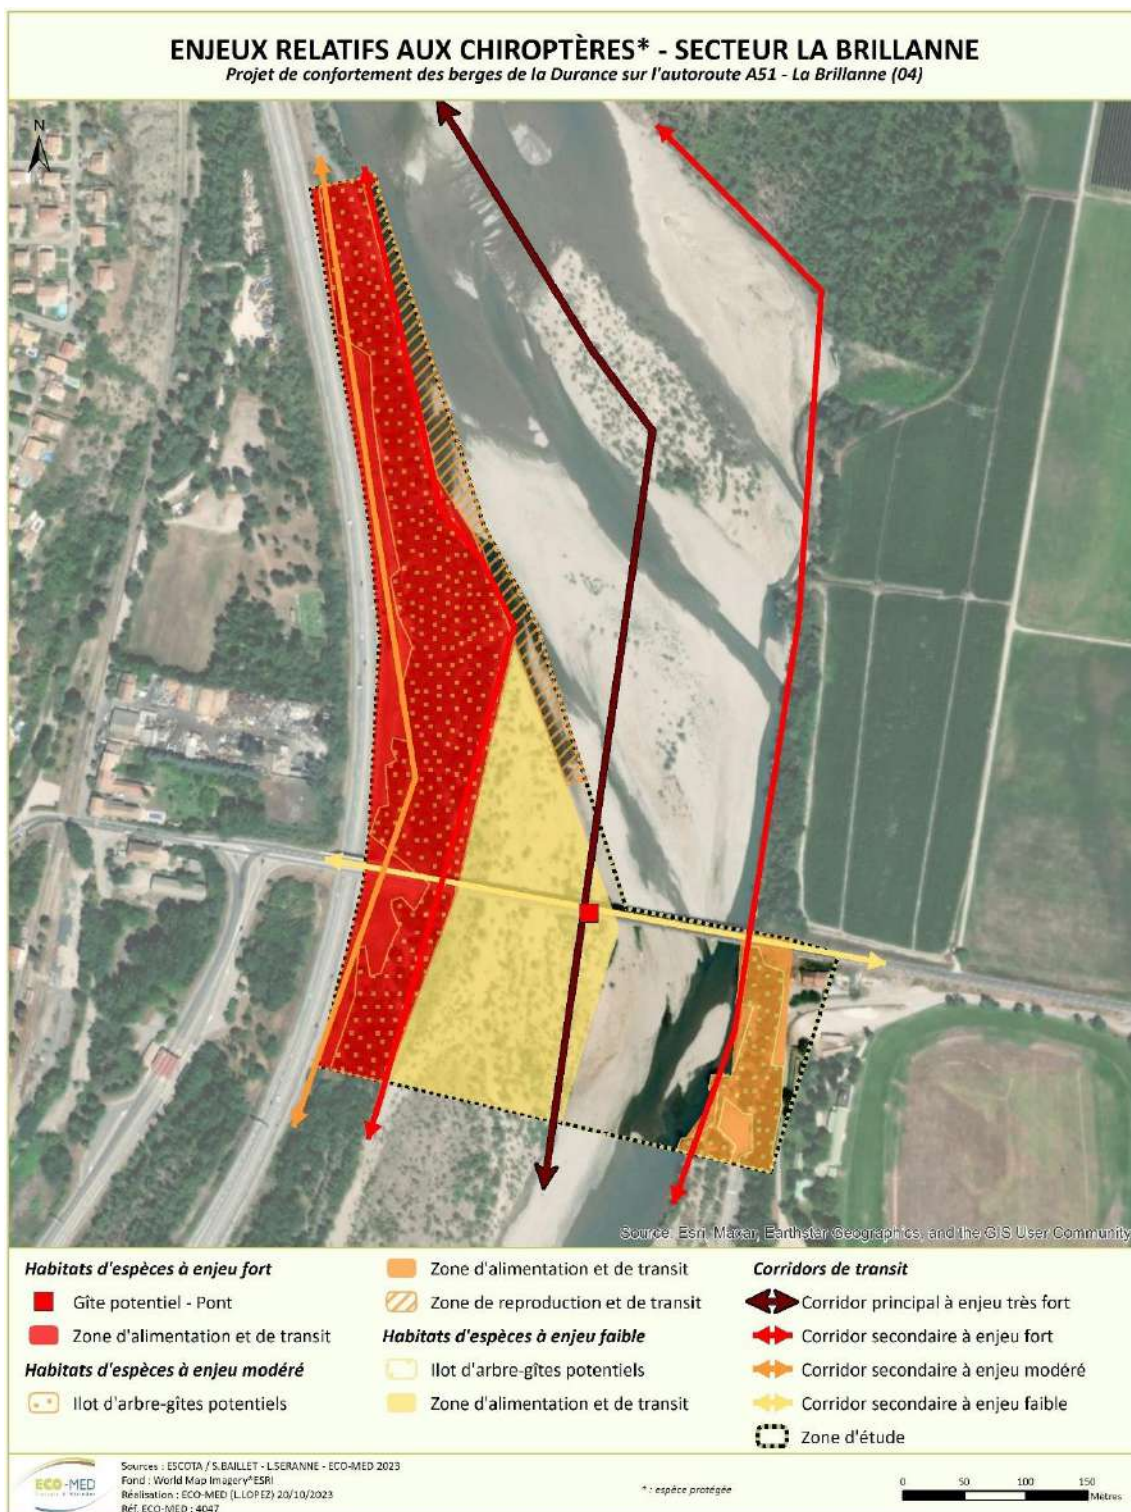 ENJEUX RELATIFS AUX CHIROPTÈRES* - SECTEUR LA BRILLANNE
Projet de confortement des berges de la Durance sur l'autoroute A51 - La Brillanne (04)
N
Source: Esri, Maxar, Earthstar Geographics, and the GIS User Community
Habitats d'espèces à enjeu fort
Gîte potentiel - Pont
Zone d'alimentation et de transit
Habitats d'espèces à enjeu modéré
Ilot d'arbre-gîtes potentiels
Zone d'alimentation et de transit
Zone de reproduction et de transit
Habitats d'espèces à enjeu faible
Ilot d'arbre-gîtes potentiels
Zone d'alimentation et de transit
Corridors de transit
Corridor principal à enjeu très fort
Corridor secondaire à enjeu fort
Corridor secondaire à enjeu modéré
Corridor secondaire à enjeu faible
Zone d'étude
ECO-MED
Sources : ESCOTA / S.BAILLET - L.SERANNE - ECO-MED 2023
Fond : World Map Imagery*ESRI
Réalisation : ECO-MED (L.LOPEZ) 20/10/2023
Réf. ECO-MED : 4047
* : espèce protégée
0 50 100 150
Mètres